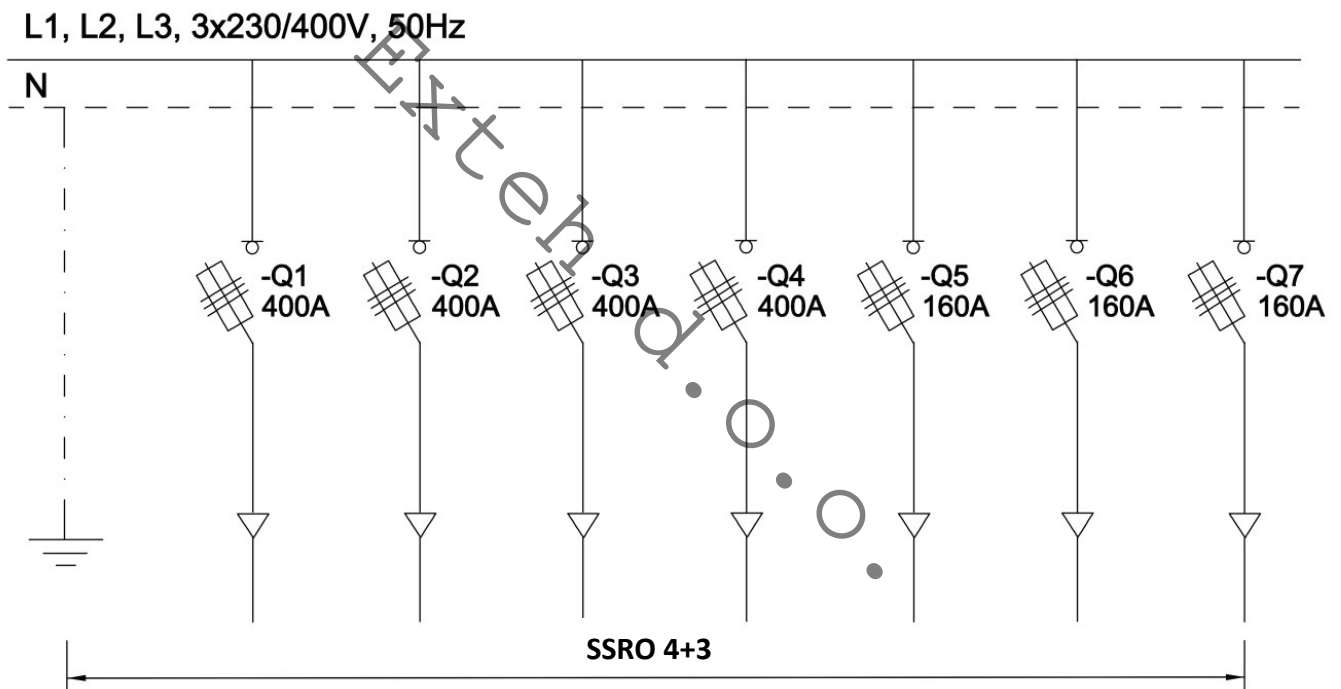 L1, L2, L3, 3x230/400V, 50Hz
N
Extend.o.o.
-Q1
400A
-Q2
400A
-Q3
400A
-Q4
400A
-Q5
160A
-Q6
160A
-Q7
160A
SSRO 4+3